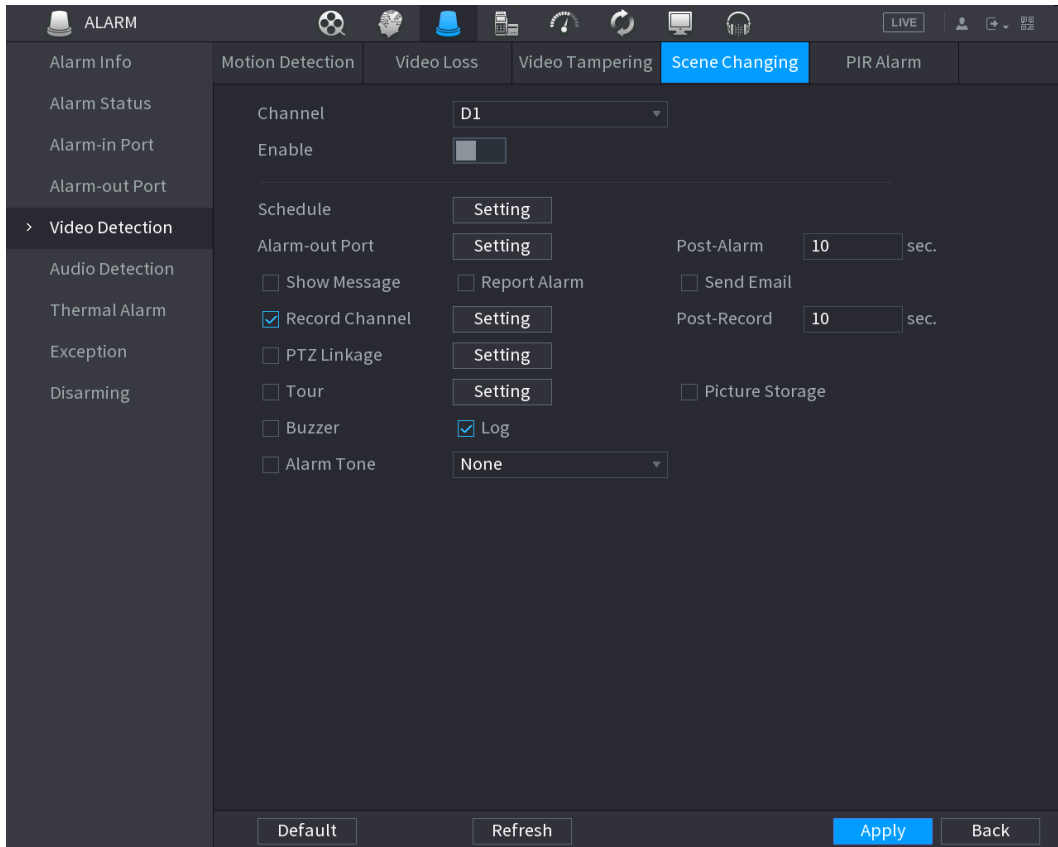 ALARM
LIVE
Alarm Info
Alarm Status
Alarm-in Port
Alarm-out Port
> Video Detection
Audio Detection
Thermal Alarm
Exception
Disarming
Motion Detection Video Loss Video Tampering Scene Changing PIR Alarm
Channel D1
Enable
Schedule Setting
Alarm-out Port Setting Post-Alarm 10 sec.
Show Message Report Alarm Send Email
Record Channel Setting Post-Record 10 sec.
PTZ Linkage Setting
Tour Setting Picture Storage
Buzzer Log
Alarm Tone None
Default Refresh Apply Back